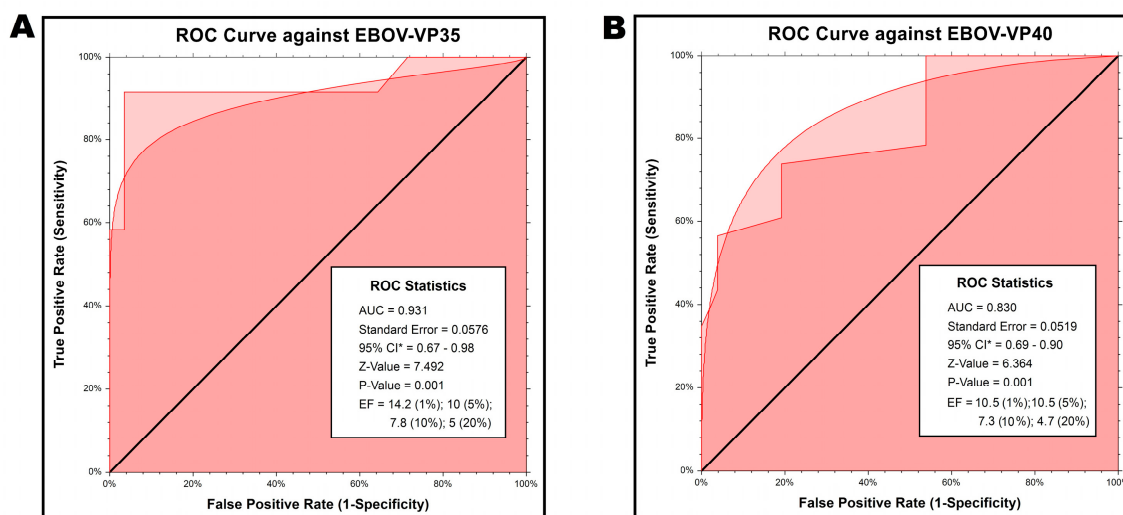 A
ROC Curve against EBOV-VP35
100%
80%
60%
40%
20%
0%
True Positive Rate (Sensitivity)
ROC Statistics
AUC = 0.931
Standard Error = 0.0576
95% CI* = 0.67 - 0.98
Z-Value = 7.492
P-Value = 0.001
EF = 14.2 (1%); 10 (5%);
7.8 (10%); 5 (20%)
0% 20% 40% 60% 80% 100%
False Positive Rate (1-Specificity)
B
ROC Curve against EBOV-VP40
100%
80%
60%
40%
20%
0%
True Positive Rate (Sensitivity)
ROC Statistics
AUC = 0.830
Standard Error = 0.0519
95% CI* = 0.69 - 0.90
Z-Value = 6.364
P-Value = 0.001
EF = 10.5 (1%);10.5 (5%);
7.3 (10%); 4.7 (20%)
0% 20% 40% 60% 80% 100%
False Positive Rate (1-Specificity)